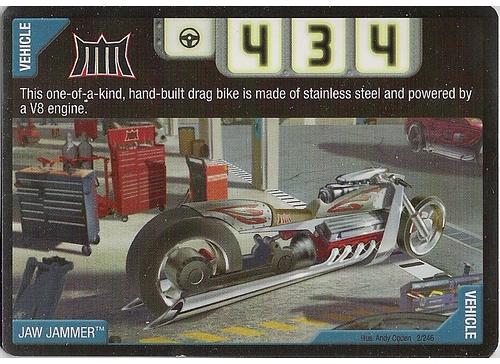 VEHICLE
4 3 4
This one-of-a-kind, hand-built drag bike is made of stainless steel and powered by
a V8 engine.
JAW JAMMER™
Illus. Andy Ogden 2/246
VEHICLE